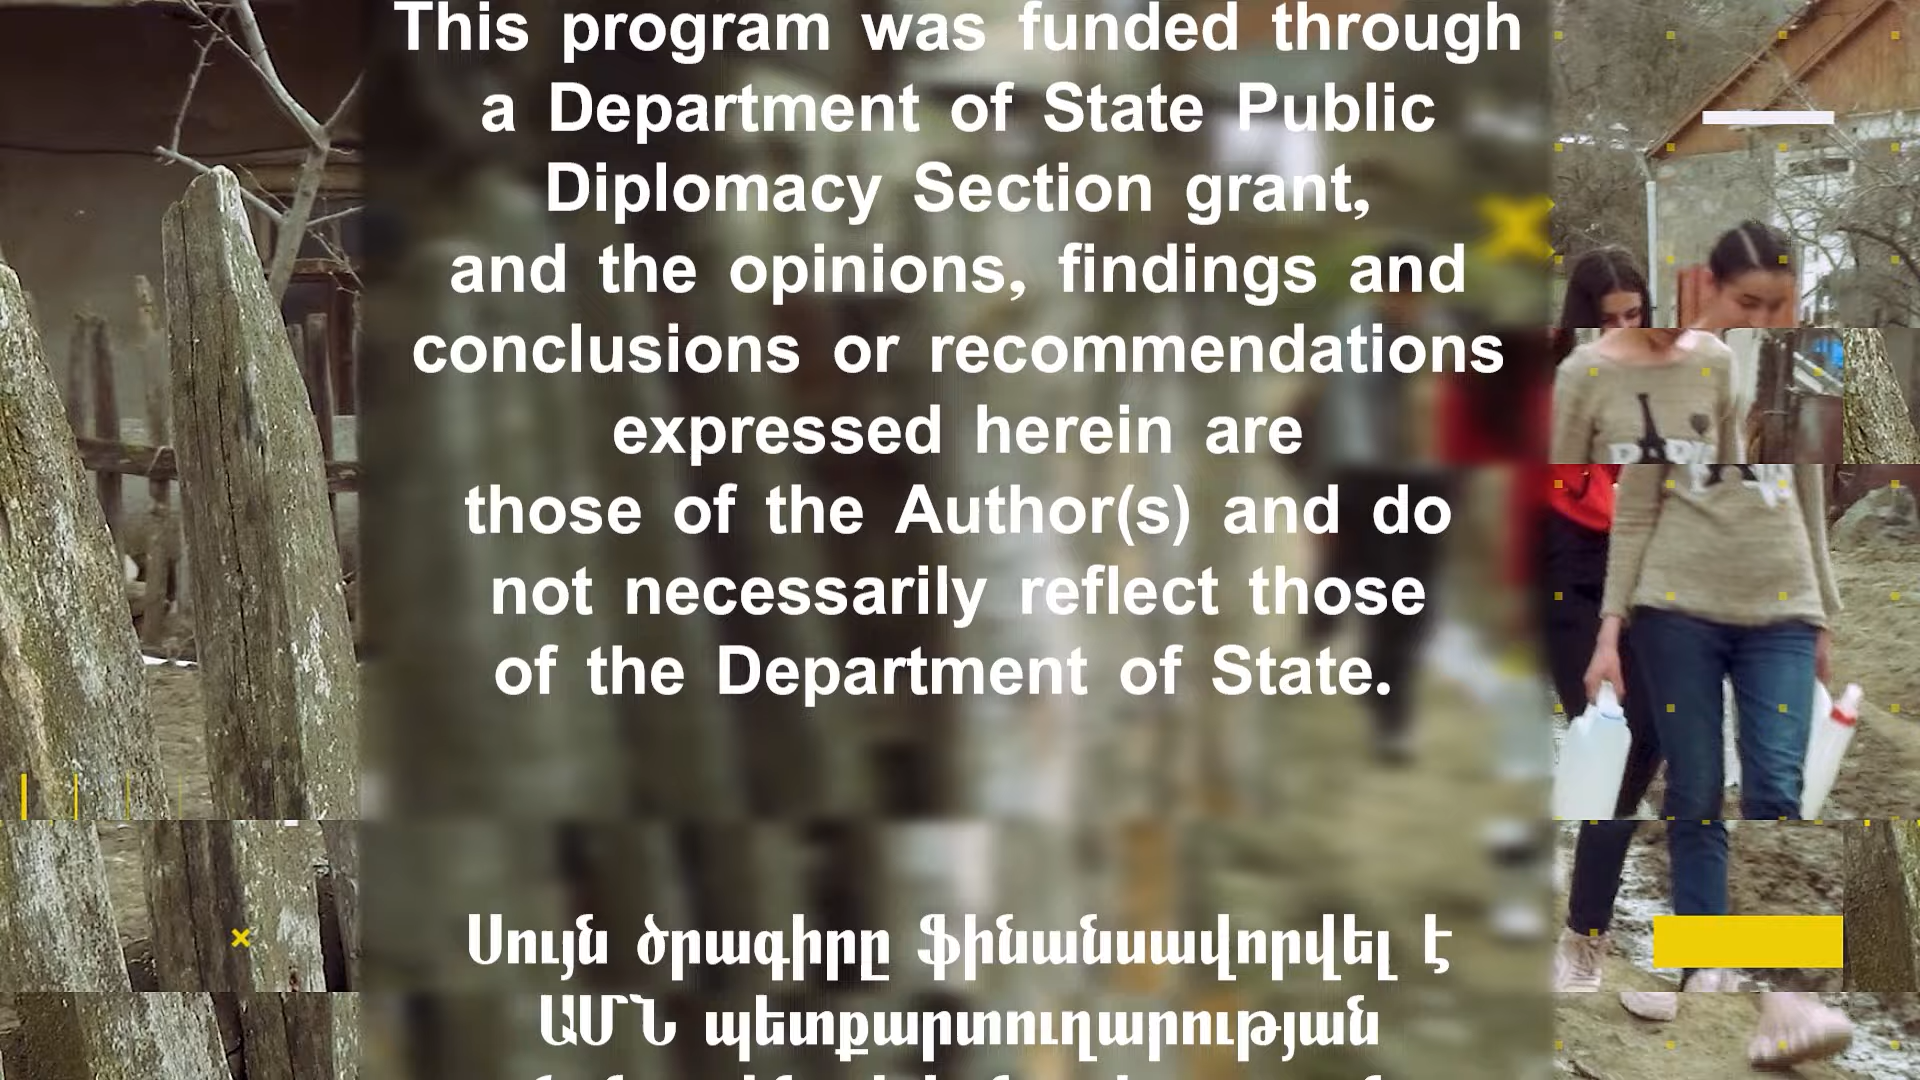 This program was funded through
a Department of State Public
Diplomacy Section grant,
and the opinions, findings and
conclusions or recommendations
expressed herein are
those of the Author(s) and do
not necessarily reflect those
of the Department of State.
Սույն ծրագիրը ֆինանսավորվել է
ԱՄՆ պետքարտուղարության